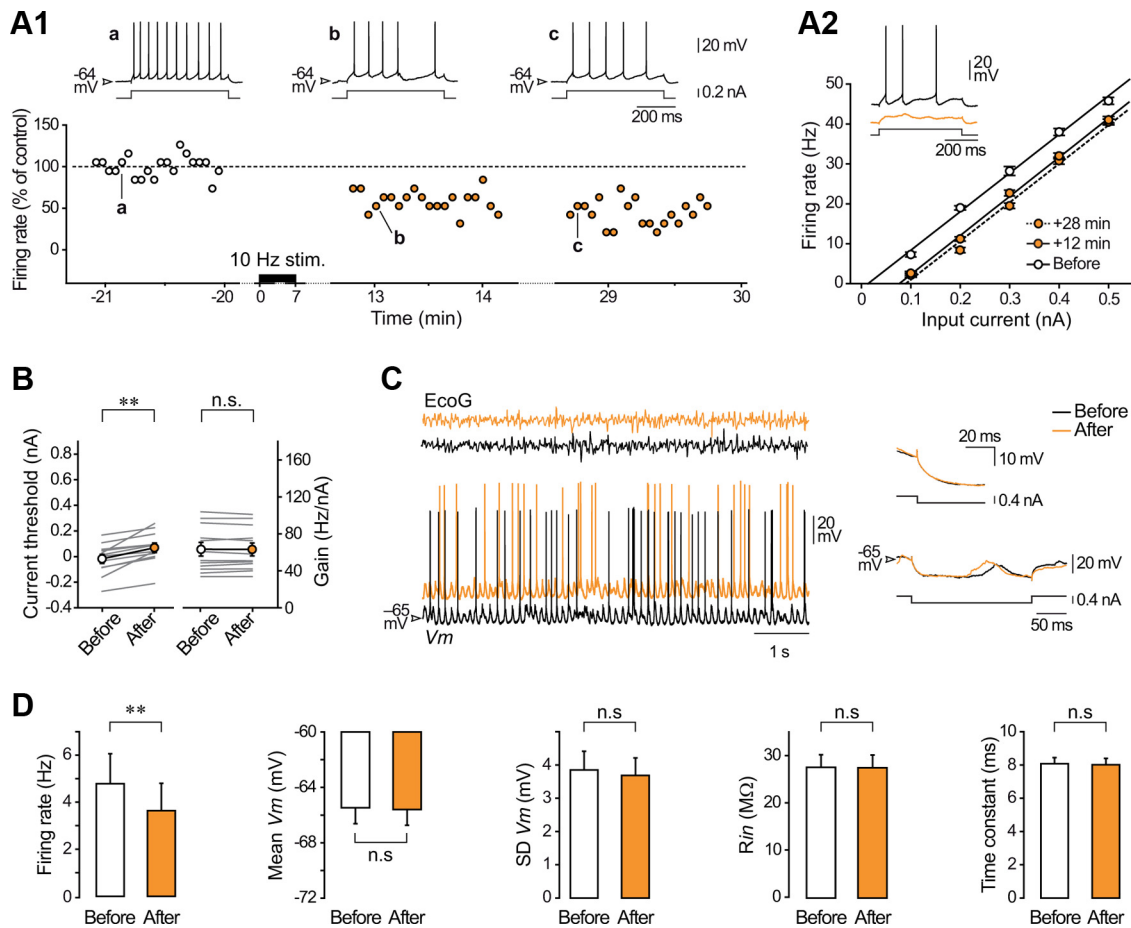 A1
a
b
c
-64
mV
-64
mV
-64
mV
20 mV
0.2 nA
200 ms
Firing rate (% of control)
150
100
50
0
a
b
c
10 Hz stim.
-21
-20
0
7
13
14
29
30
Time (min)
A2
20
mV
200 ms
Firing rate (Hz)
50
40
30
20
10
0
+28 min
+12 min
Before
0
0.1
0.2
0.3
0.4
0.5
Input current (nA)
B
**
n.s.
Current threshold (nA)
0.8
0.6
0.4
0.2
0
-0.2
-0.4
160
120
80
40
0
Gain (Hz/nA)
Before
After
Before
After
C
EcoG
20
mV
–65
mV
Vm
1 s
Before
After
20 ms
10 mV
0.4 nA
-65
mV
20 mV
0.4 nA
50 ms
D
**
Firing rate (Hz)
6
4
2
0
Before After
Mean Vm (mV)
-60
-64
-68
-72
n.s
Before After
n.s
SD Vm (mV)
4
2
0
Before After
n.s
Rin (MΩ)
30
20
10
0
Before After
n.s
Time constant (ms)
10
8
6
4
2
0
Before After